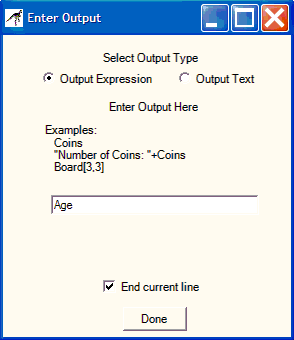 Enter Output
Select Output Type
Output Expression Output Text
Enter Output Here
Examples:
Coins
"Number of Coins: "+Coins
Board[3,3]
Age
End current line
Done